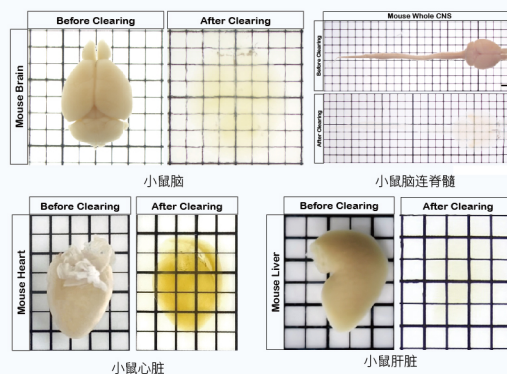 Before Clearing
After Clearing
Mouse Brain
小鼠脑
Mouse Whole CNS
Before Clearing
After Clearing
小鼠脑连脊髓
Before Clearing
After Clearing
Mouse Heart
小鼠心脏
Before Clearing
After Clearing
Mouse Liver
小鼠肝脏